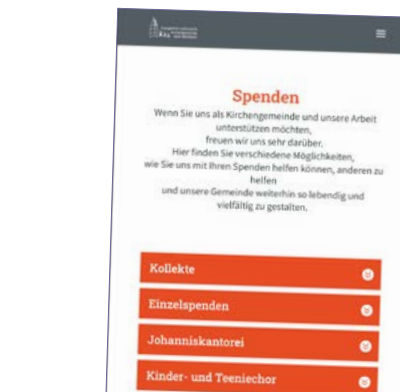 Spenden
Wenn Sie uns als Kirchengemeinde und unsere Arbeit
unterstützen möchten,
freuen wir uns sehr darüber.
Hier finden Sie verschiedene Möglichkeiten,
wie Sie uns mit Ihren Spenden helfen können, anderen zu
helfen
und unsere Gemeinde weiterhin so lebendig und
vielfältig zu gestalten.
Kollekte
Einzelspenden
Johanniskantorei
Kinder- und Teeniechor